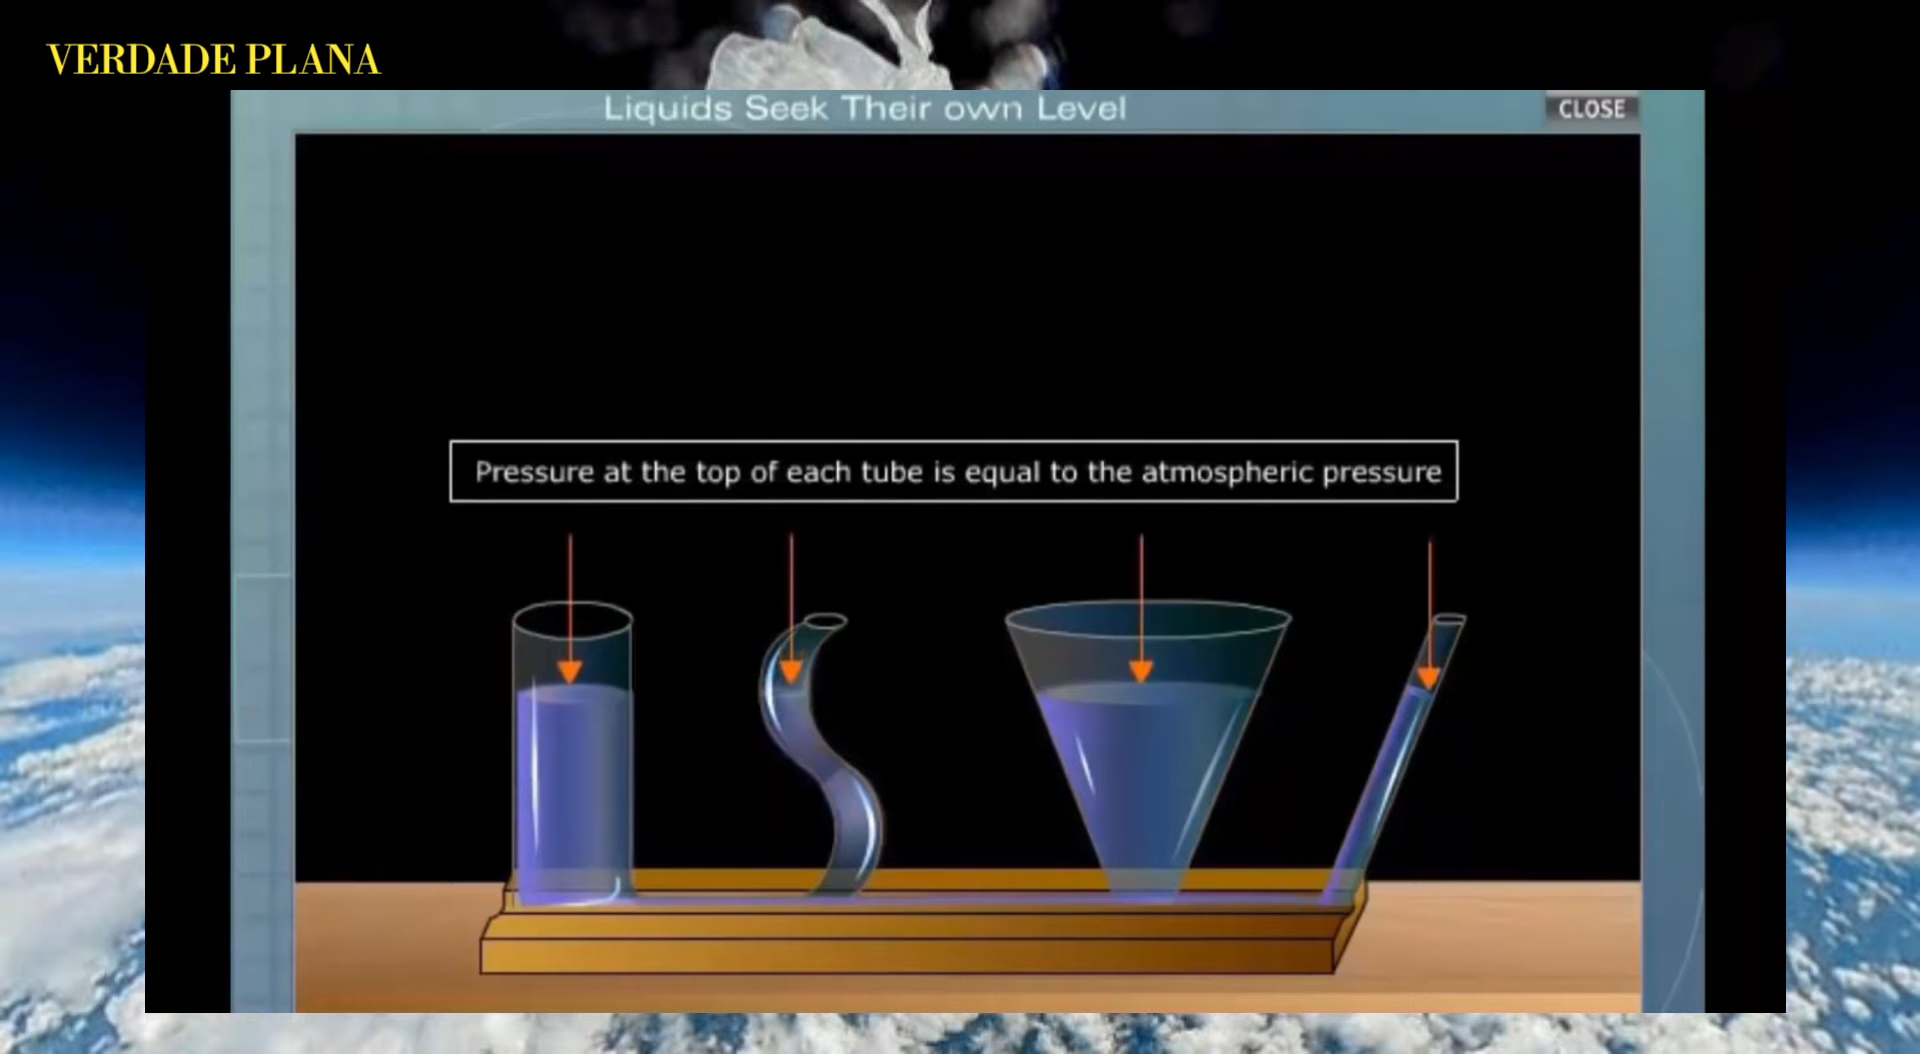 VERDADE PLANA
Liquids Seek Their own Level
CLOSE
Pressure at the top of each tube is equal to the atmospheric pressure